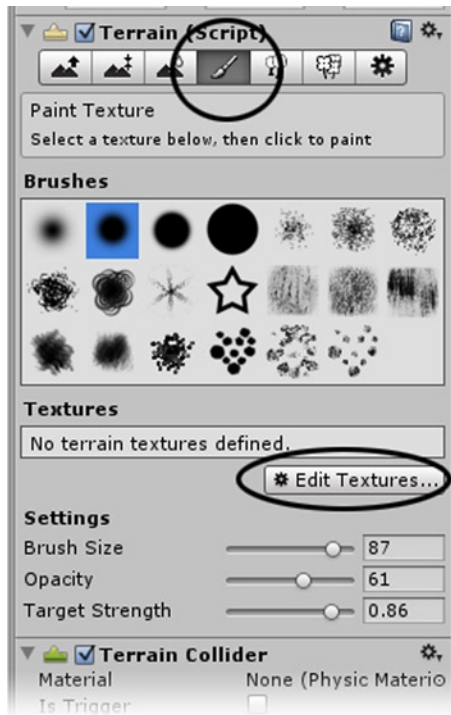 Terrain (Script)
Paint Texture
Select a texture below, then click to paint
Brushes
Textures
No terrain textures defined.
Edit Textures...
Settings
Brush Size 87
Opacity 61
Target Strength 0.86
Terrain Collider
Material None (Physic Materio
Is Trigger